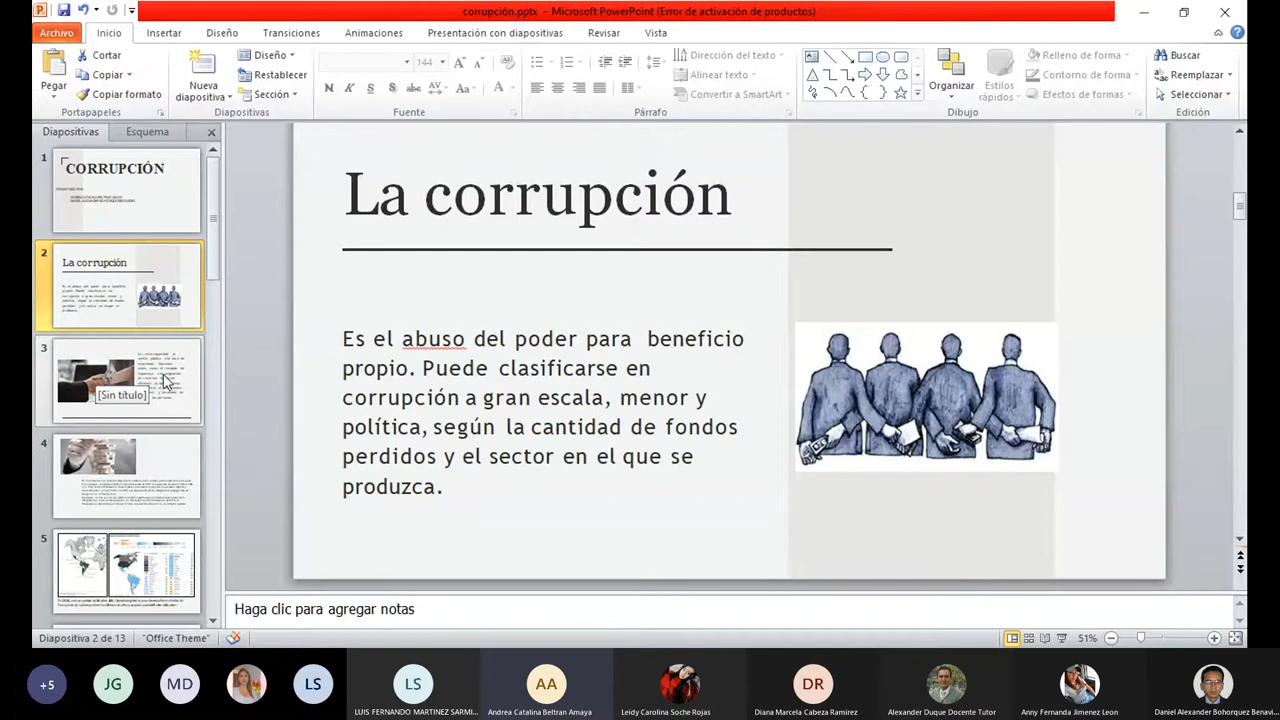 corrupción.pptx - Microsoft PowerPoint (Error de activación de productos)
Archivo Inicio Insertar Diseño Transiciones Animaciones Presentación con diapositivas Revisar Vista
Pegar
Cortar
Copiar
Copiar formato
Portapapeles
Nueva diapositiva
Diseño
Restablecer
Sección
Diapositivas
144
Fuente
Dirección del texto
Alinear texto
Convertir a SmartArt
Párrafo
Organizar
Estilos rápidos
Relleno de forma
Contorno de forma
Efectos de formas
Dibujo
Buscar
Reemplazar
Seleccionar
Edición
Diapositivas Esquema
1
CORRUPCIÓN
2
La corrupción
3
[Sin título]
4
5
La corrupción
Es el abuso del poder para beneficio
propio. Puede clasificarse en
corrupción a gran escala, menor y
política, según la cantidad de fondos
perdidos y el sector en el que se
produzca.
Haga clic para agregar notas
Diapositiva 2 de 13 "Office Theme" 51%
+5 JG MD LS LS AA DR
LUIS FERNANDO MARTINEZ SARMI... Andrea Catalina Beltran Amaya Leidy Carolina Soche Rojas Diana Marcela Cabeza Ramirez Alexander Duque Docente Tutor Anny Fernanda Jimenez Leon Daniel Alexander Bohorquez Benavi...